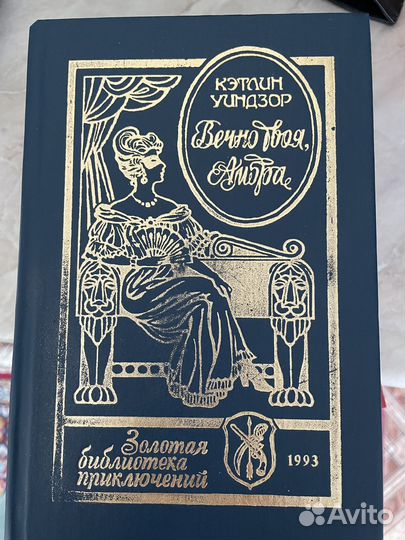 КЭТЛИН
УИНДЗОР
Вечно твоя,
Амбра
Золотая
библиотека
приключений
1993
Avito